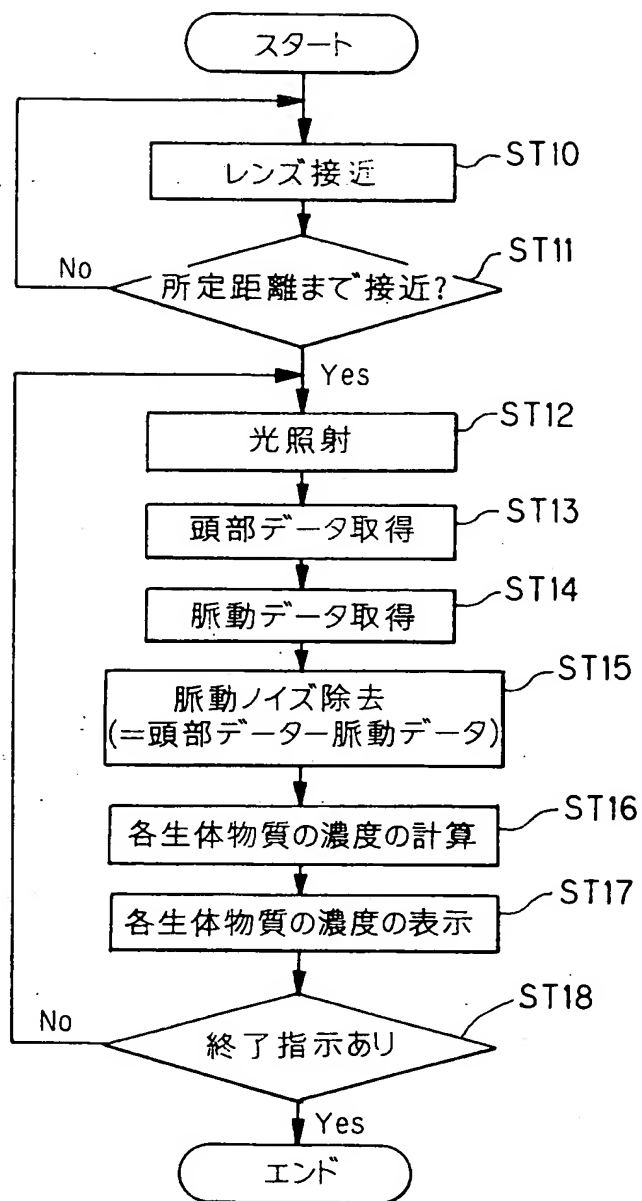 スタート
レンズ接近
ST10
所定距離まで接近?
ST11
No
Yes
光照射
ST12
頭部データ取得
ST13
脈動データ取得
ST14
脈動ノイズ除去
(=頭部データー脈動データ)
ST15
各生体物質の濃度の計算
ST16
各生体物質の濃度の表示
ST17
終了指示あり
ST18
No
Yes
エンド